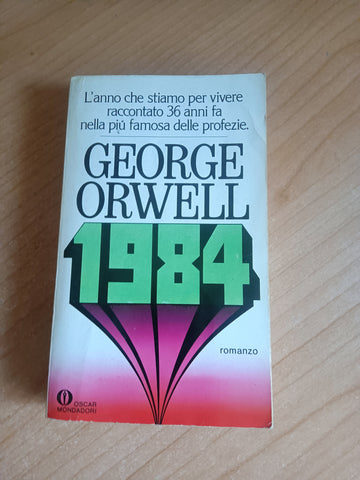 L'anno che stiamo per vivere
raccontato 36 anni fa
nella piú famosa delle profezie.
GEORGE
ORWELL
1984
romanzo
OSCAR
MONDADORI